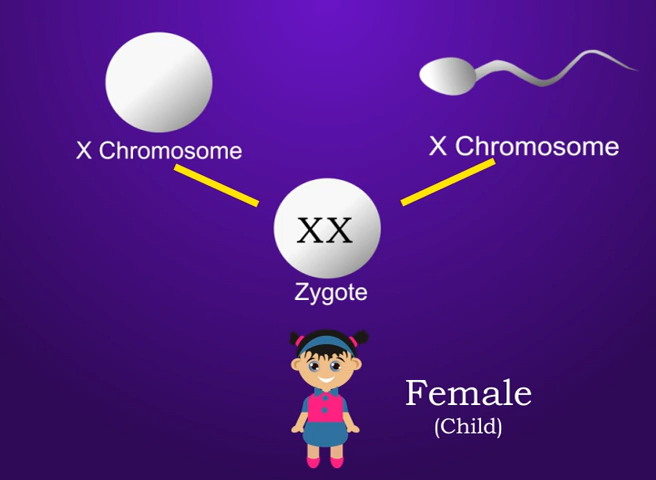 X Chromosome
X Chromosome
XX
Zygote
Female
(Child)